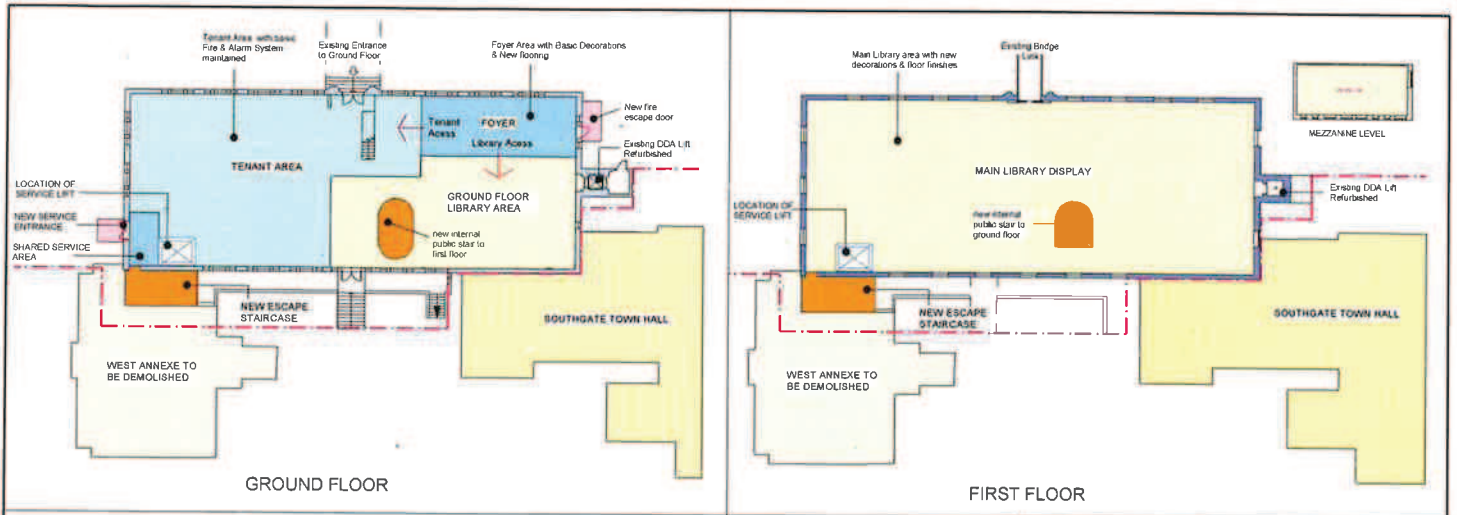 Tenant Area with basic
Fire & Alarm System
maintained
Existing Entrance
to Ground Floor
Foyer Area with Basic Decorations
& New flooring
New fire
escape door
Tenant
Acess
FOYER
Library Acess
Existing DDA Lift
Refurbished
TENANT AREA
LOCATION OF
SERVICE LIFT
GROUND FLOOR
LIBRARY AREA
NEW SERVICE
ENTRANCE
new internal
public stair to
first floor
SHARED SERVICE
AREA
NEW ESCAPE
STAIRCASE
SOUTHGATE TOWN HALL
WEST ANNEXE TO
BE DEMOLISHED
GROUND FLOOR
Main Library area with new
decorations & floor finishes
Existing Bridge
Link
MEZZANINE LEVEL
MAIN LIBRARY DISPLAY
Existing DDA Lift
Refurbished
LOCATION OF
SERVICE LIFT
new internal
public stair to
ground floor
NEW ESCAPE
STAIRCASE
SOUTHGATE TOWN HALL
WEST ANNEXE TO
BE DEMOLISHED
FIRST FLOOR